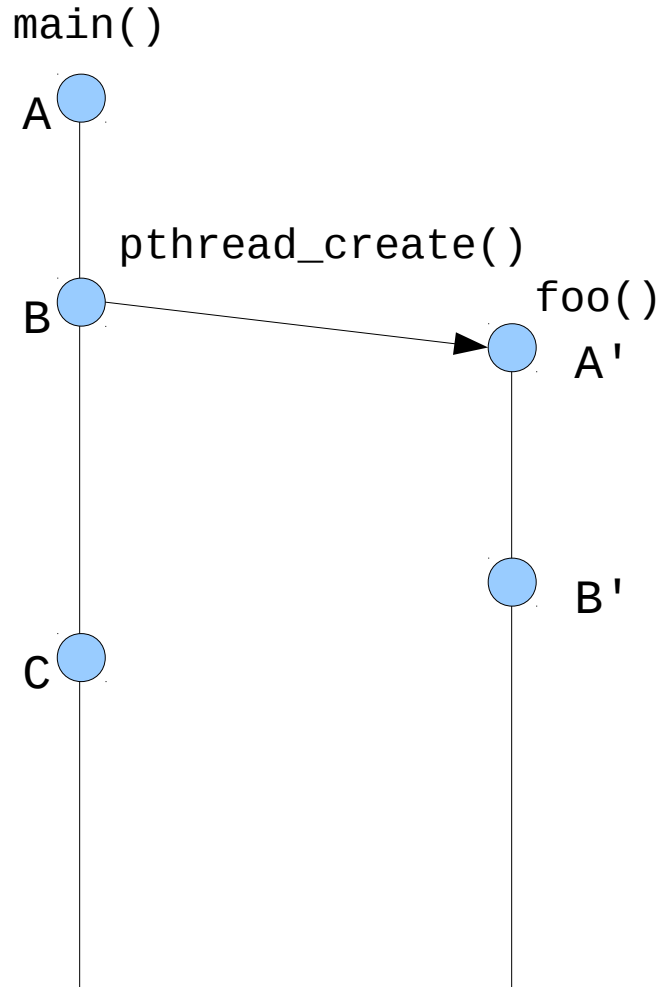 main()
A
pthread_create()
foo()
B
A'
B'
C